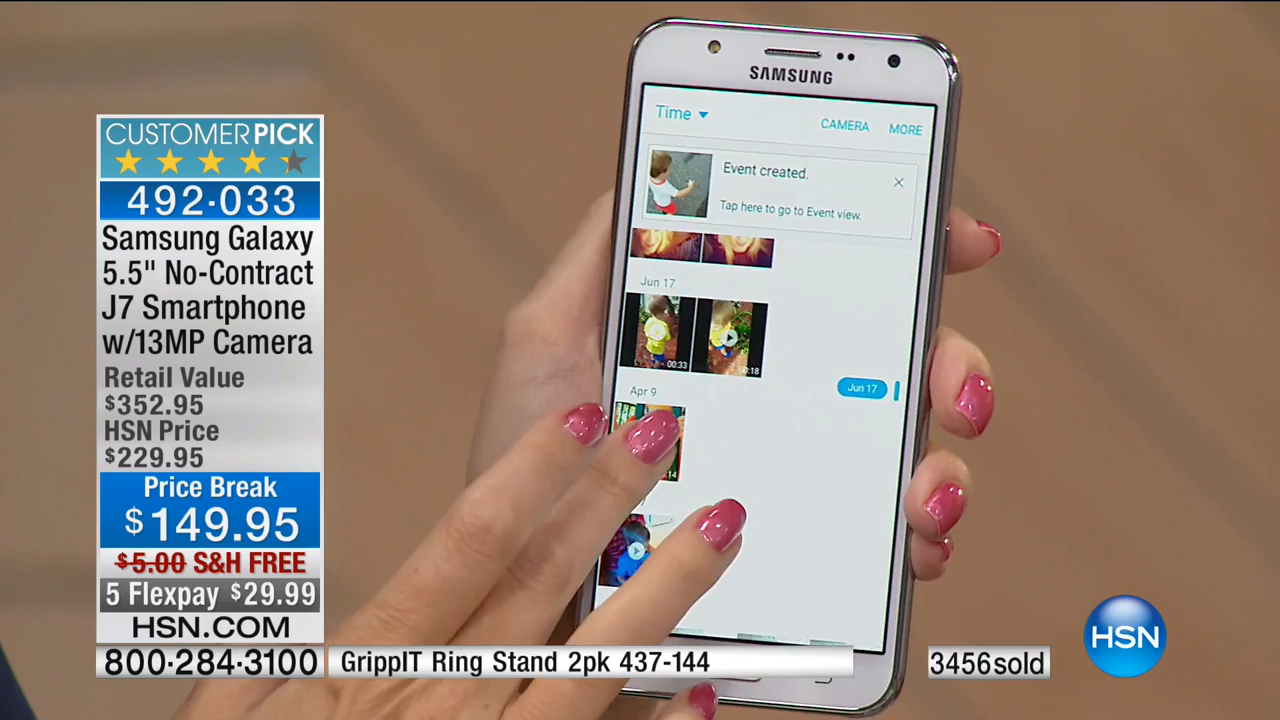 CUSTOMER PICK
492-033
Samsung Galaxy
5.5" No-Contract
J7 Smartphone
w/13MP Camera
Retail Value
$352.95
HSN Price
$229.95
Price Break
$149.95
$5.00 S&H FREE
5 Flexpay $29.99
HSN.COM
800-284-3100
GrippIT Ring Stand 2pk 437-144
3456sold
HSN
SAMSUNG
Time
CAMERA MORE
Event created.
Tap here to go to Event view.
Jun 17
00:33
Jun 17
Apr 9